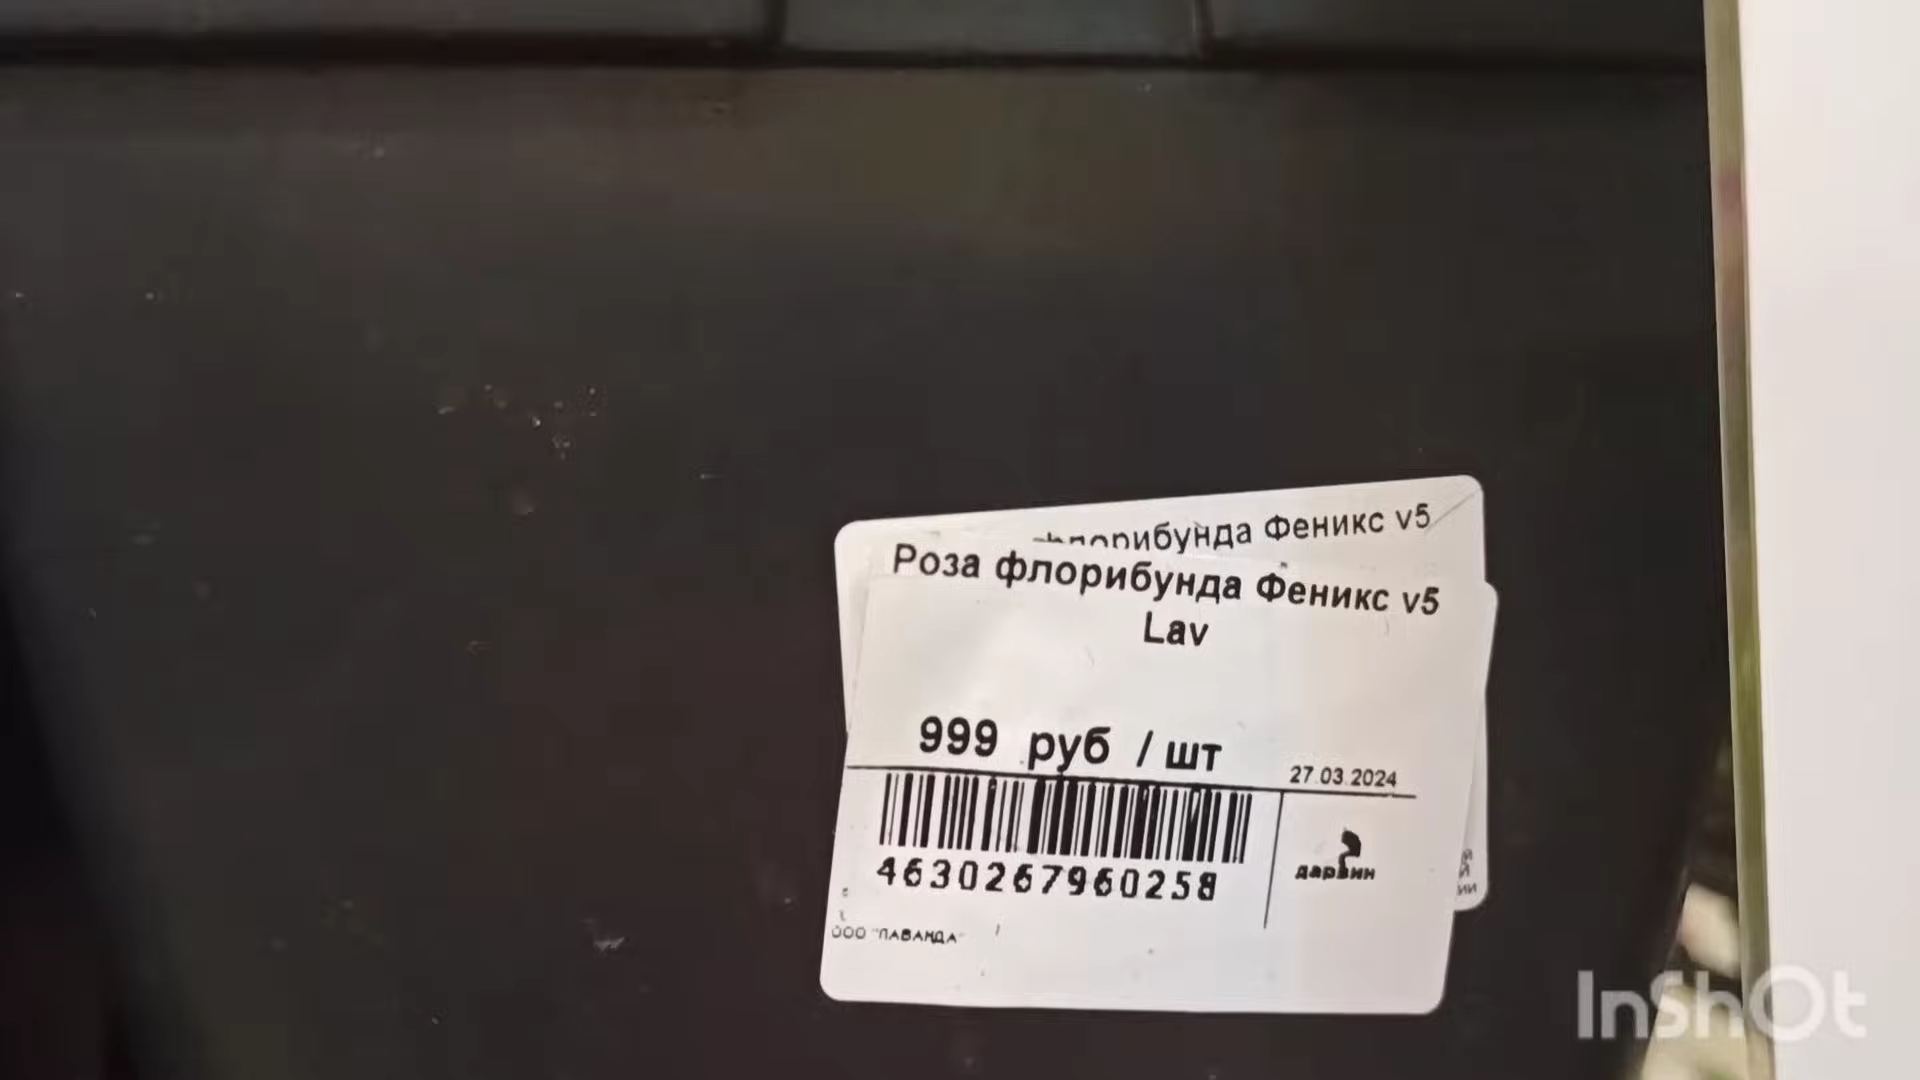 флорибунда Феникс v5
Роза флорибунда Феникс v5
Lav
999 руб / шт
27.03.2024
4630267960258
дарвин
ООО "ЛАВАНДА"
InShOt